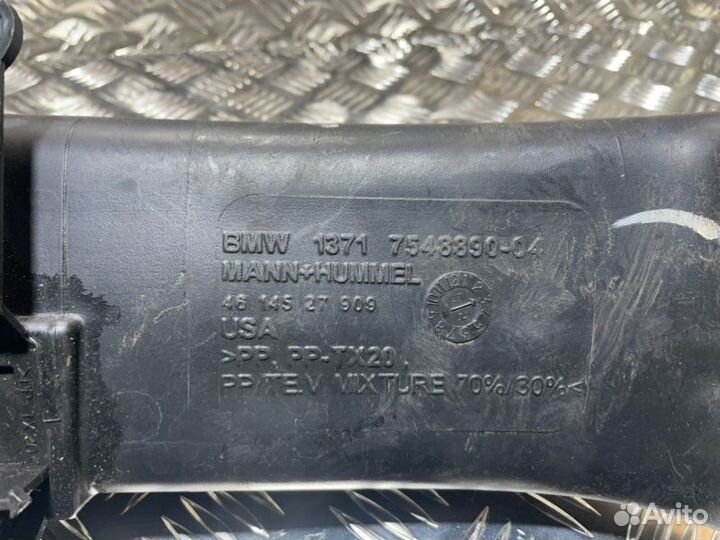 BMW 1371 7548890-04
MANN+HUMMEL
46 145 27 909
USA
>PP, PP-TX20,
PP/TE.V MIXTURE 70%/30%<
Avito